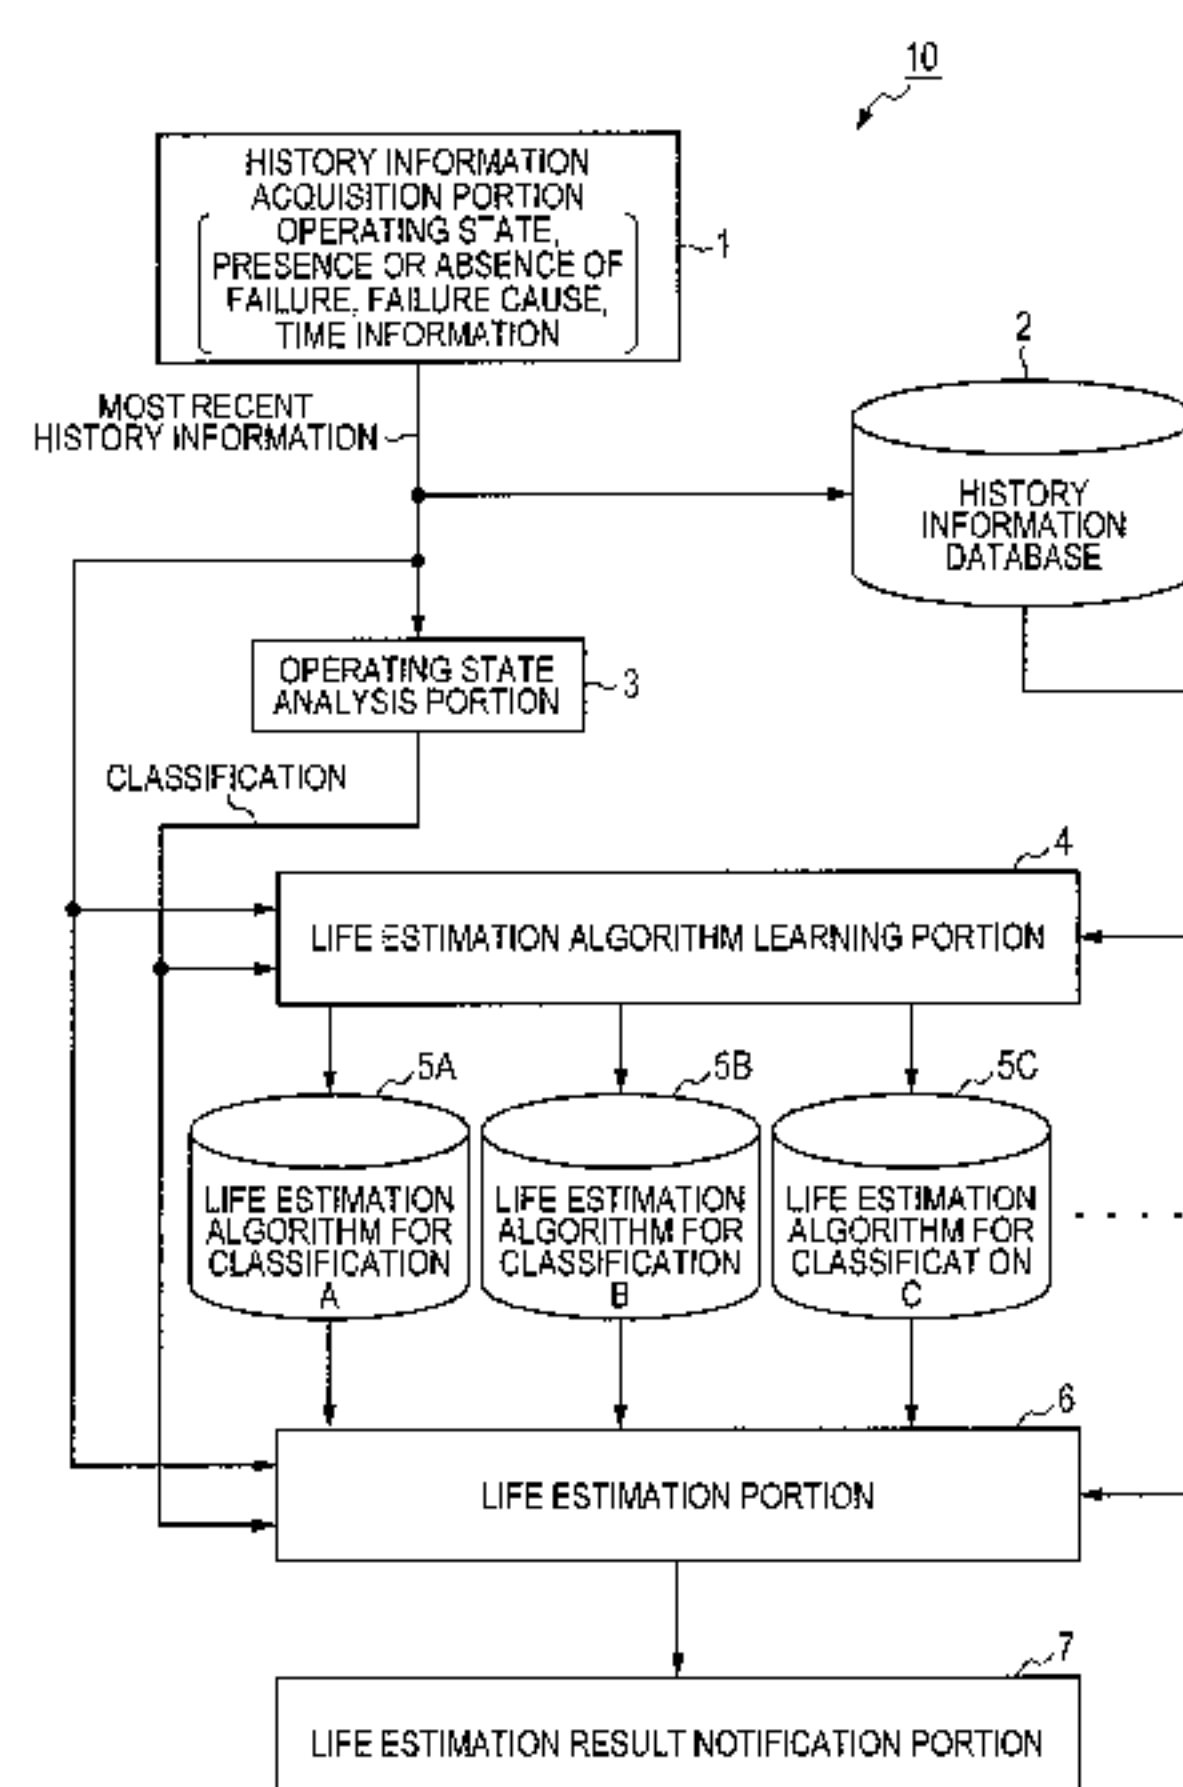 10
HISTORY INFORMATION
ACQUISITION PORTION
OPERATING STATE,
PRESENCE OR ABSENCE OF
FAILURE, FAILURE CAUSE,
TIME INFORMATION
1
MOST RECENT
HISTORY INFORMATION
2
HISTORY
INFORMATION
DATABASE
OPERATING STATE
ANALYSIS PORTION
3
CLASSIFICATION
4
LIFE ESTIMATION ALGORITHM LEARNING PORTION
5A
5B
5C
LIFE ESTIMATION
ALGORITHM FOR
CLASSIFICATION
A
LIFE ESTIMATION
ALGORITHM FOR
CLASSIFICATION
B
LIFE ESTIMATION
ALGORITHM FOR
CLASSIFICATION
C
. . . .
6
LIFE ESTIMATION PORTION
7
LIFE ESTIMATION RESULT NOTIFICATION PORTION